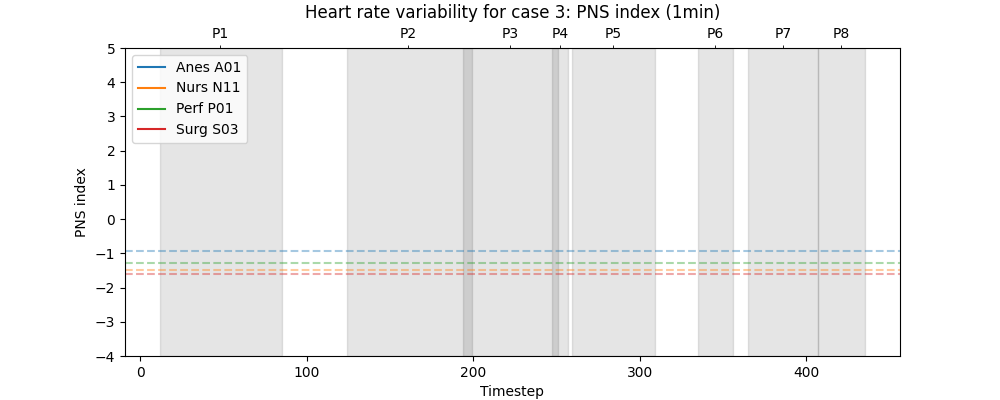 Heart rate variability for case 3: PNS index (1min)
P1 P2 P3 P4 P5 P6 P7 P8
Anes A01
Nurs N11
Perf P01
Surg S03
PNS index
5
4
3
2
1
0
−1
−2
−3
−4
0 100 200 300 400
Timestep